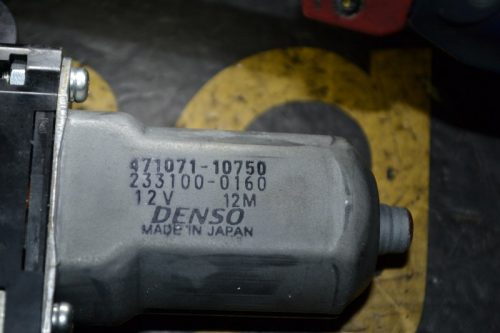 471071-10750
233100-0160
12V 12M
DENSO
MADE IN JAPAN